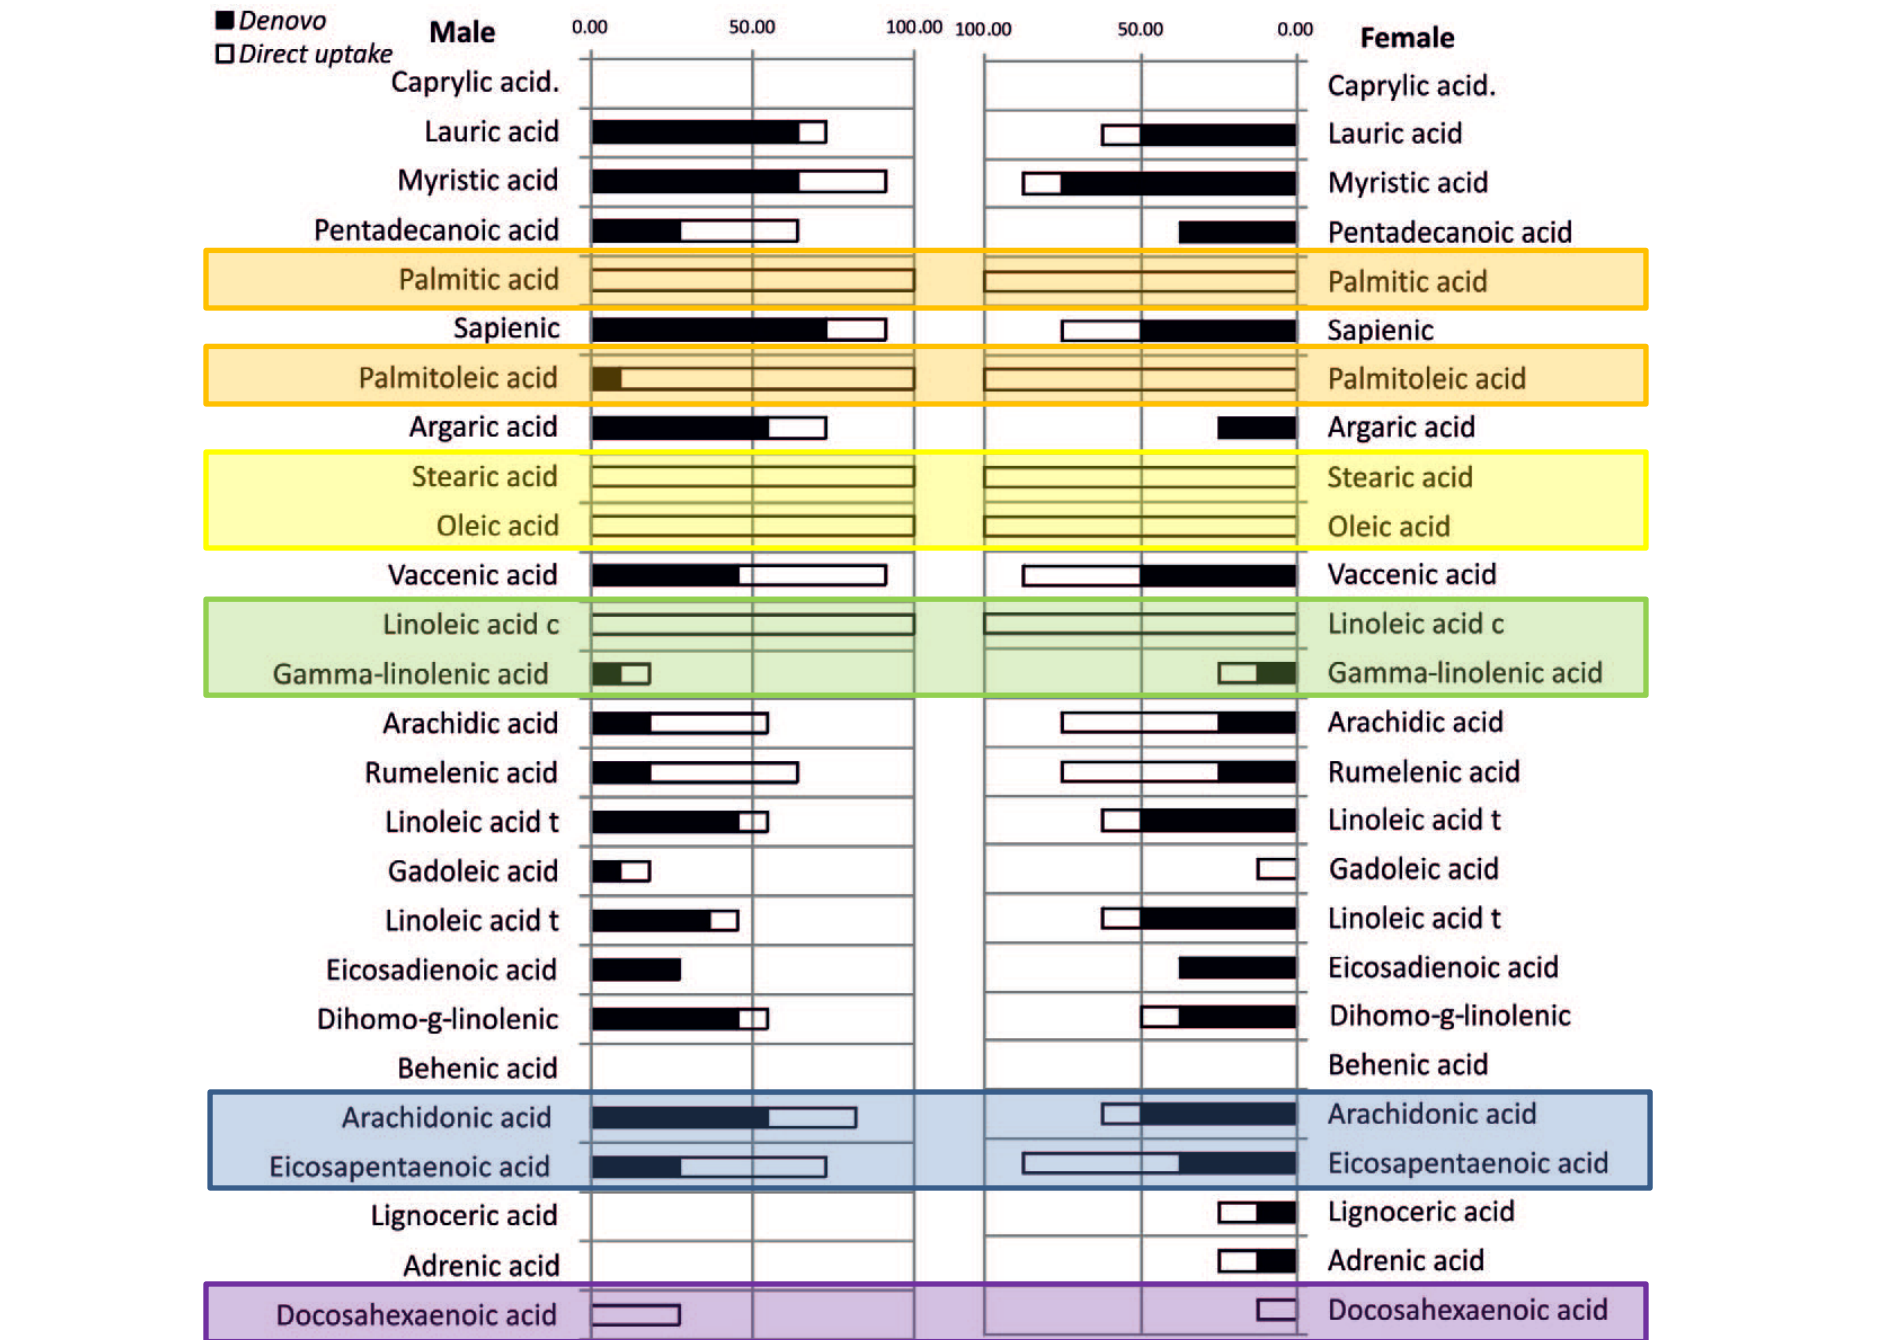 Denovo
Direct uptake
Male
0.00 50.00 100.00
100.00 50.00 0.00
Female
Caprylic acid. Caprylic acid.
Lauric acid Lauric acid
Myristic acid Myristic acid
Pentadecanoic acid Pentadecanoic acid
Palmitic acid Palmitic acid
Sapienic Sapienic
Palmitoleic acid Palmitoleic acid
Argaric acid Argaric acid
Stearic acid Stearic acid
Oleic acid Oleic acid
Vaccenic acid Vaccenic acid
Linoleic acid c Linoleic acid c
Gamma-linolenic acid Gamma-linolenic acid
Arachidic acid Arachidic acid
Rumelenic acid Rumelenic acid
Linoleic acid t Linoleic acid t
Gadoleic acid Gadoleic acid
Linoleic acid t Linoleic acid t
Eicosadienoic acid Eicosadienoic acid
Dihomo-g-linolenic Dihomo-g-linolenic
Behenic acid Behenic acid
Arachidonic acid Arachidonic acid
Eicosapentaenoic acid Eicosapentaenoic acid
Lignoceric acid Lignoceric acid
Adrenic acid Adrenic acid
Docosahexaenoic acid Docosahexaenoic acid